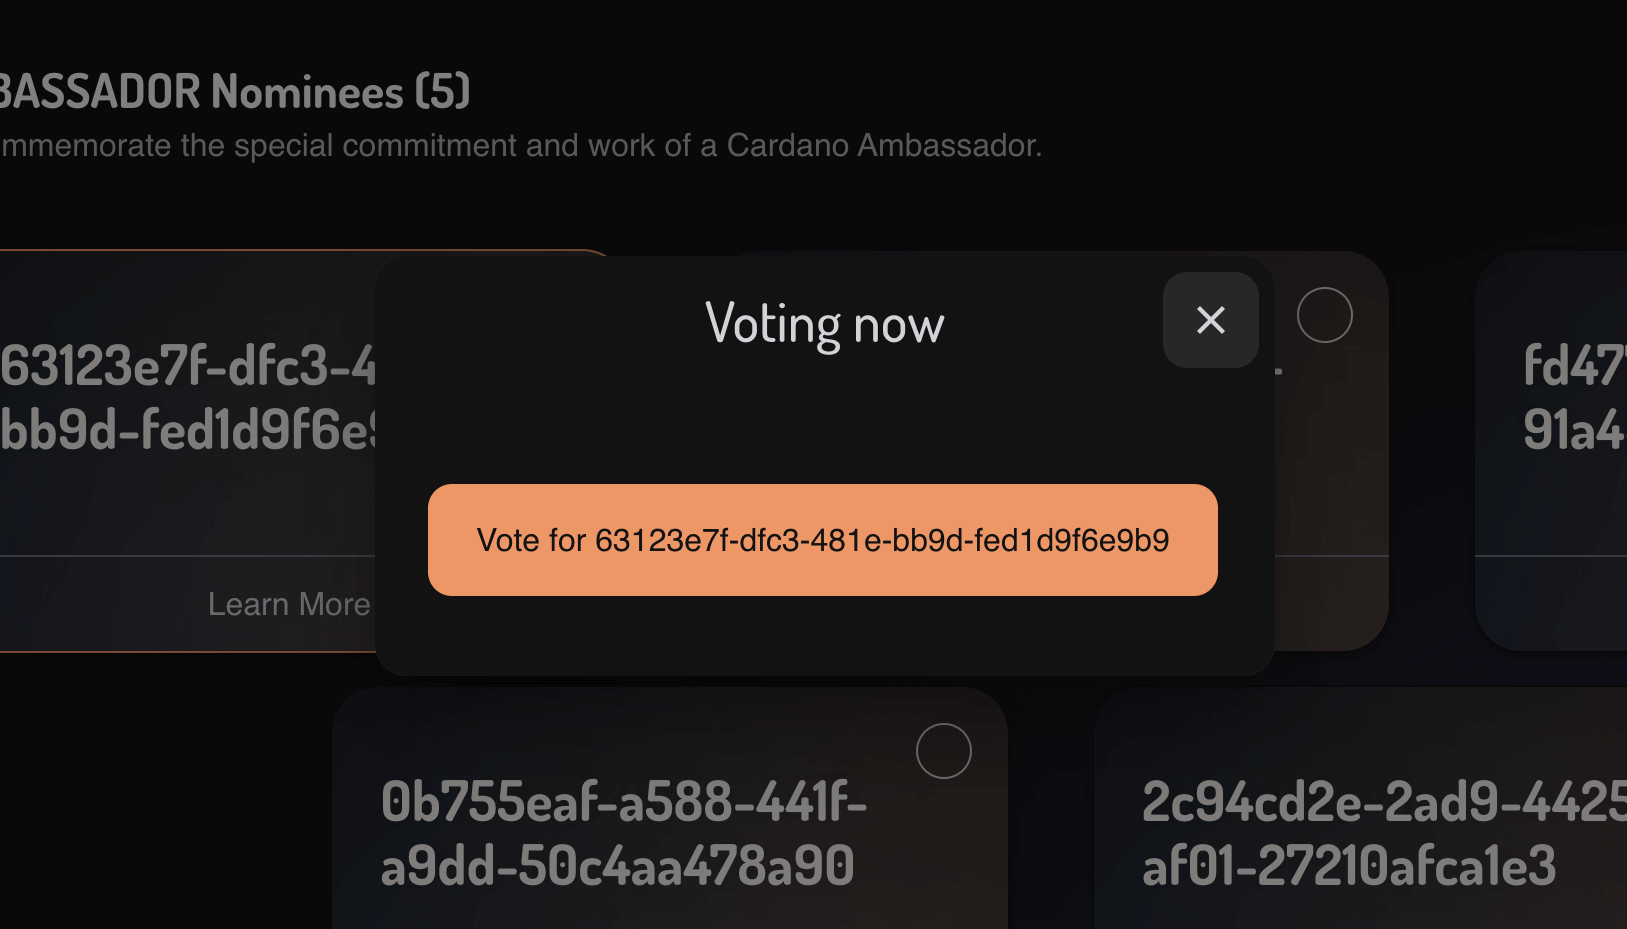 BASSADOR Nominees (5)
mmemorate the special commitment and work of a Cardano Ambassador.
Voting now
63123e7f-dfc3-4
bb9d-fed1d9f6e9
fd47
91a4
Vote for 63123e7f-dfc3-481e-bb9d-fed1d9f6e9b9
Learn More
0b755eaf-a588-441f-
a9dd-50c4aa478a90
2c94cd2e-2ad9-4425
af01-27210afca1e3